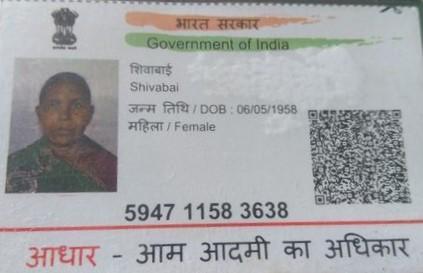 भारत सरकार
Government of India
शिवाबाई
Shivabai
जन्म तिथि / DOB : 06/05/1958
महिला / Female
5947 1158 3638
आधार - आम आदमी का अधिकार